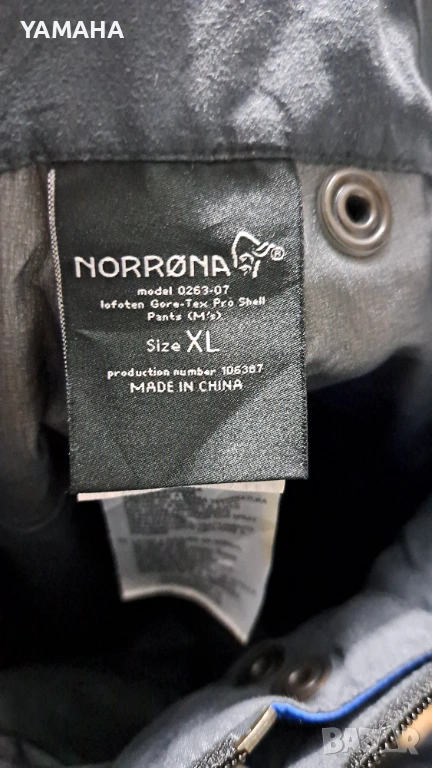 YAMAHA
NORRØNA®
model 0263-07
lofoten Gore-Tex Pro Shell
Pants (M's)
Size XL
production number 106387
MADE IN CHINA
BAZAR